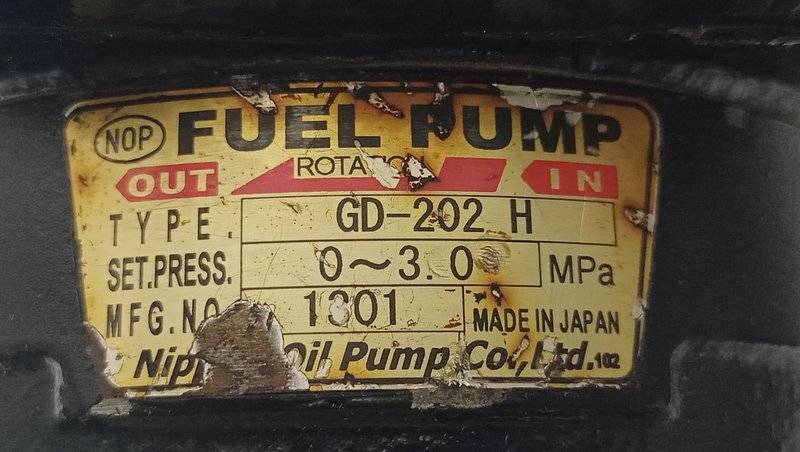 NOP FUEL PUMP
OUT ROTATION IN
TYPE. GD-202 H
SET.PRESS. 0~3.0 MPa
MFG.NO. MADE IN JAPAN
Oil Pump Co., Ltd. 102